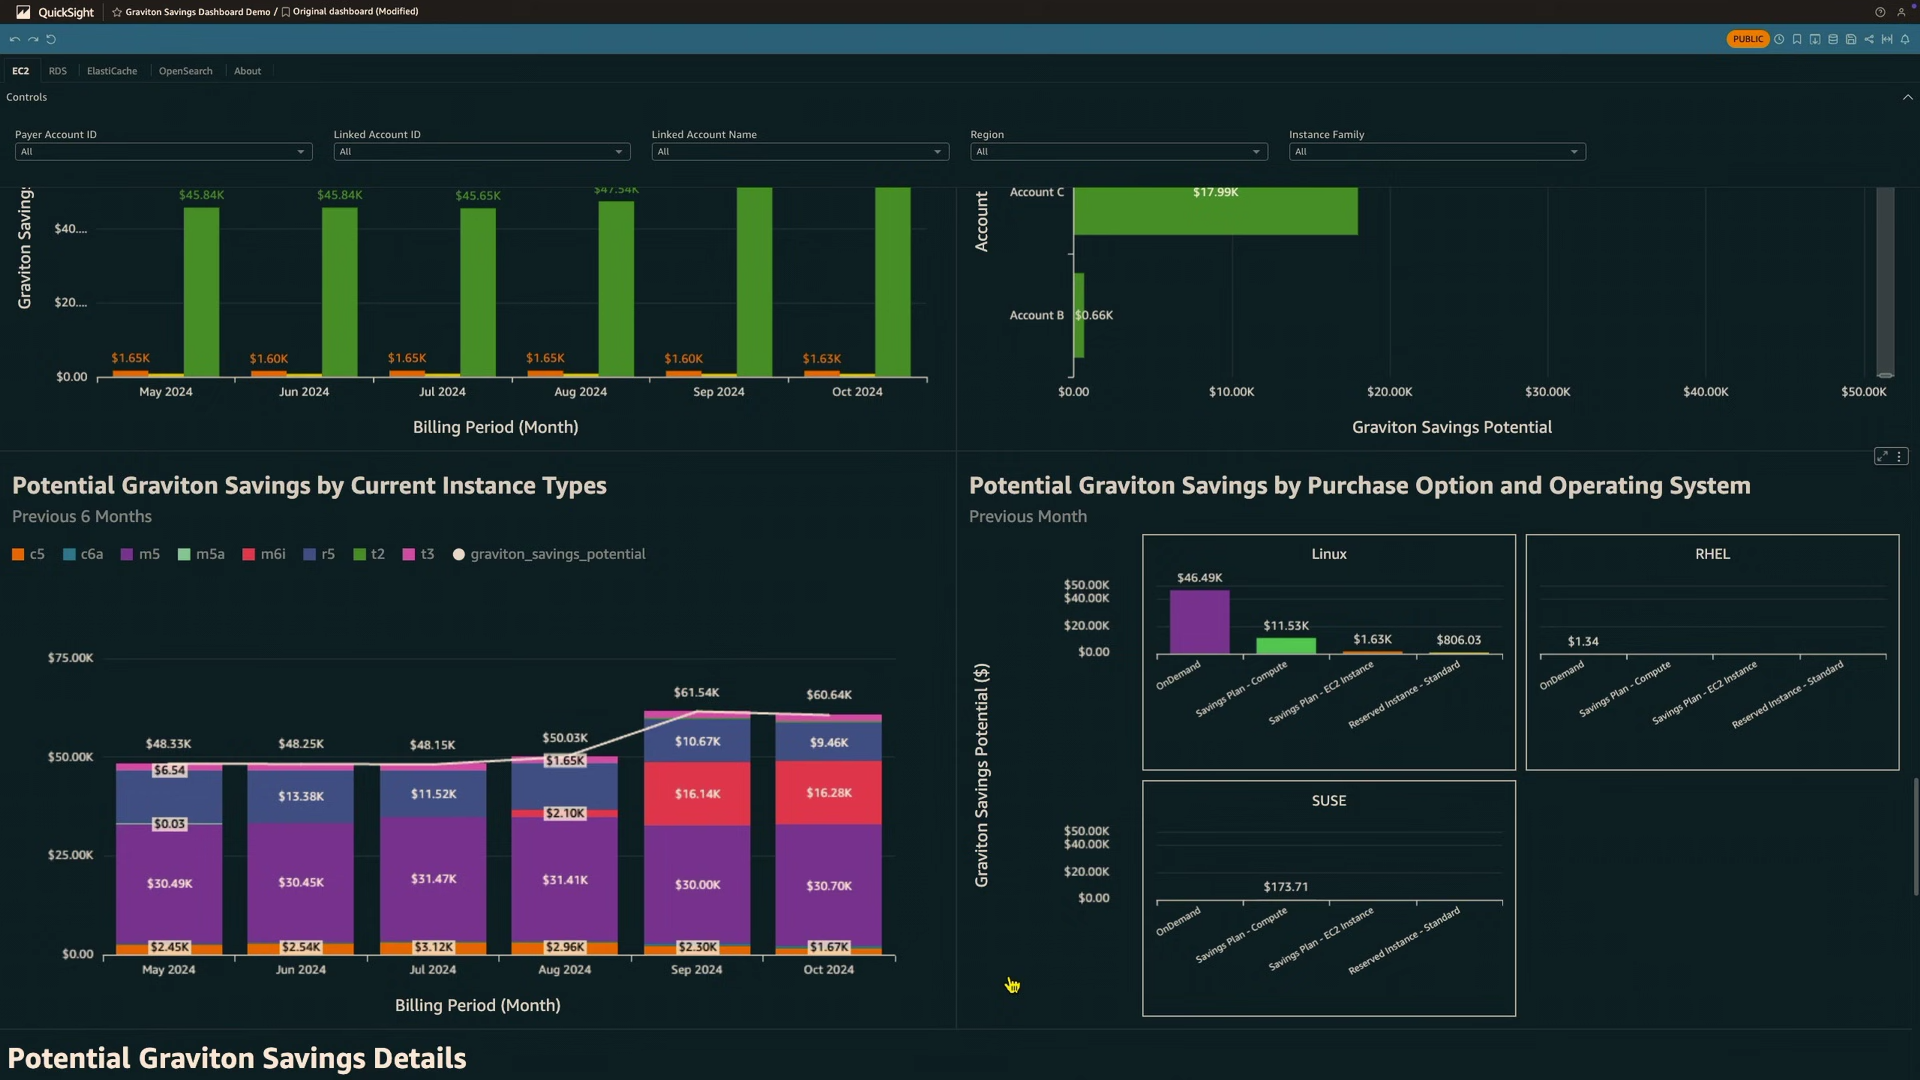 QuickSight
Graviton Savings Dashboard Demo / Original dashboard (Modified)
PUBLIC
EC2
RDS
ElastiCache
OpenSearch
About
Controls
Payer Account ID
All
Linked Account ID
All
Linked Account Name
All
Region
All
Instance Family
All
Graviton Savings
$40....
$20....
$0.00
$45.84K
$45.84K
$45.65K
$47.54K
$1.65K
$1.60K
$1.65K
$1.65K
$1.60K
$1.63K
May 2024
Jun 2024
Jul 2024
Aug 2024
Sep 2024
Oct 2024
Billing Period (Month)
Account
Account C
$17.99K
Account B
$0.66K
$0.00
$10.00K
$20.00K
$30.00K
$40.00K
$50.00K
Graviton Savings Potential
Potential Graviton Savings by Current Instance Types
Previous 6 Months
c5
c6a
m5
m5a
m6i
r5
t2
t3
graviton_savings_potential
$75.00K
$50.00K
$25.00K
$0.00
$48.33K
$48.25K
$48.15K
$50.03K
$61.54K
$60.64K
$6.54
$1.65K
$10.67K
$9.46K
$13.38K
$11.52K
$16.14K
$16.28K
$0.03
$2.10K
$30.49K
$30.45K
$31.47K
$31.41K
$30.00K
$30.70K
$2.45K
$2.54K
$3.12K
$2.96K
$2.30K
$1.67K
May 2024
Jun 2024
Jul 2024
Aug 2024
Sep 2024
Oct 2024
Billing Period (Month)
Potential Graviton Savings by Purchase Option and Operating System
Previous Month
Graviton Savings Potential ($)
Linux
$50.00K
$40.00K
$20.00K
$0.00
$46.49K
$11.53K
$1.63K
$806.03
OnDemand
Savings Plan - Compute
Savings Plan - EC2 Instance
Reserved Instance - Standard
RHEL
$1.34
OnDemand
Savings Plan - Compute
Savings Plan - EC2 Instance
Reserved Instance - Standard
SUSE
$50.00K
$40.00K
$20.00K
$0.00
$173.71
OnDemand
Savings Plan - Compute
Savings Plan - EC2 Instance
Reserved Instance - Standard
Potential Graviton Savings Details